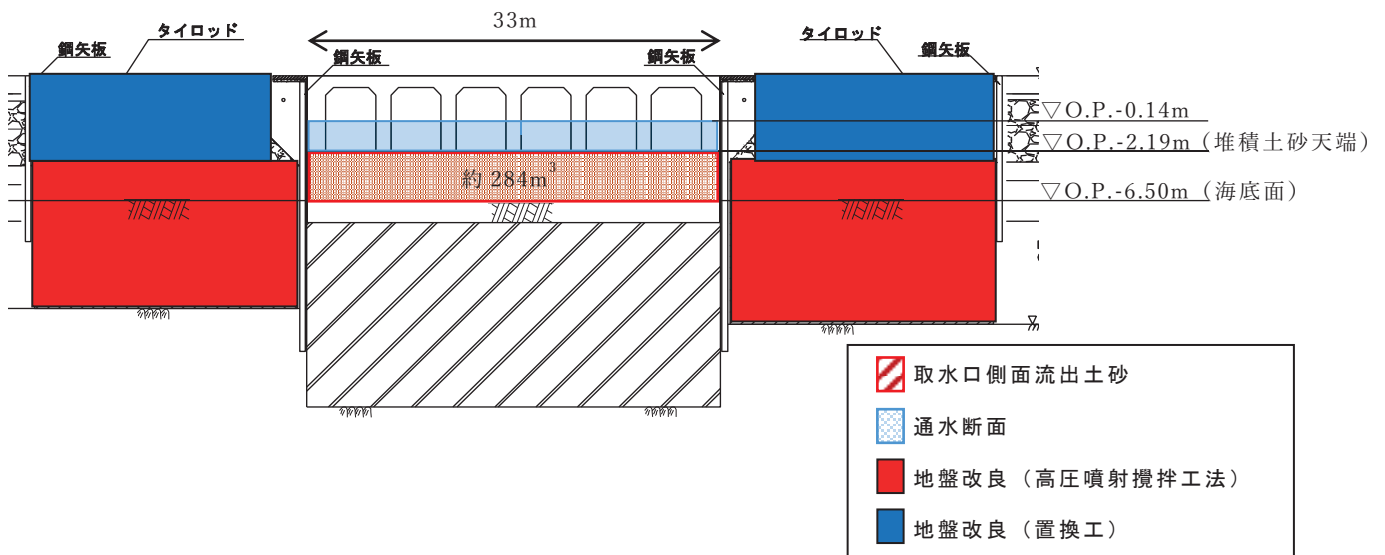 33m
タイロッド
鋼矢板
鋼矢板
鋼矢板
タイロッド
鋼矢板
▽O.P.-0.14m
▽O.P.-2.19m（堆積土砂天端）
約 284m³
▽O.P.-6.50m（海底面）
取水口側面流出土砂
通水断面
地盤改良（高圧噴射攪拌工法）
地盤改良（置換工）